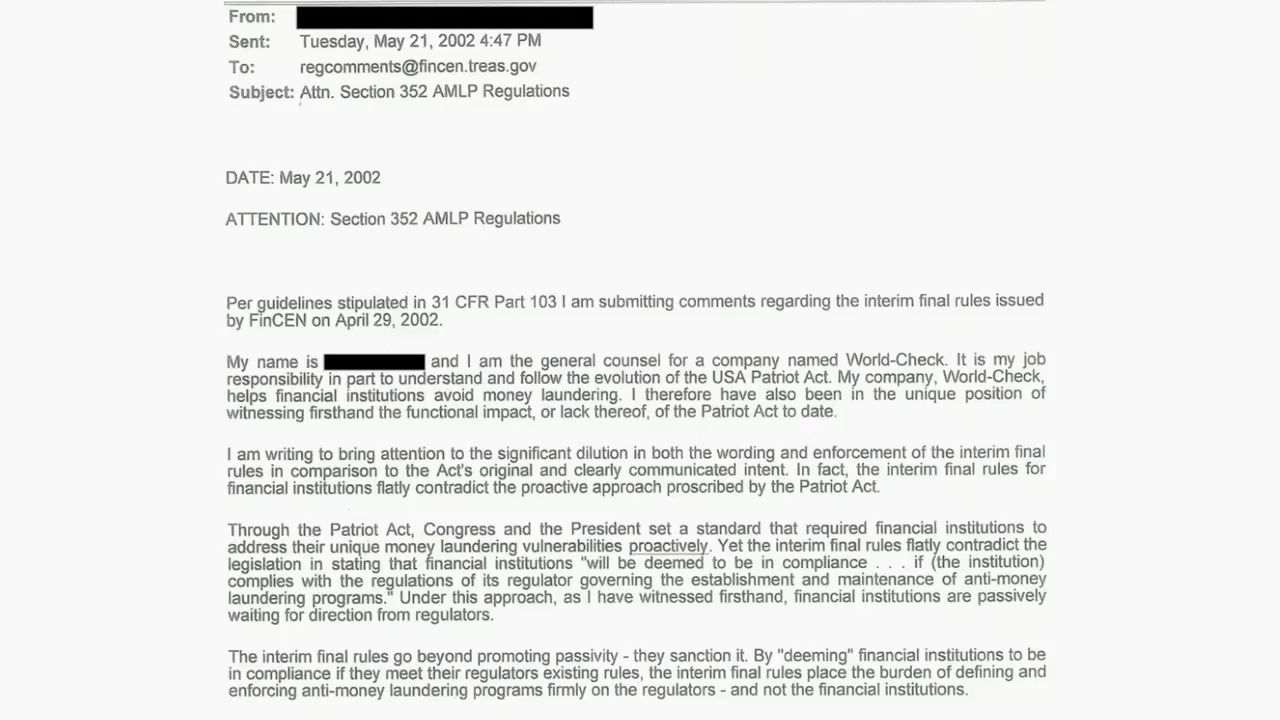 From:
Sent: Tuesday, May 21, 2002 4:47 PM
To: regcomments@fincen.treas.gov
Subject: Attn. Section 352 AMLP Regulations
DATE: May 21, 2002
ATTENTION: Section 352 AMLP Regulations
Per guidelines stipulated in 31 CFR Part 103 I am submitting comments regarding the interim final rules issued
by FinCEN on April 29, 2002.
My name is and I am the general counsel for a company named World-Check. It is my job
responsibility in part to understand and follow the evolution of the USA Patriot Act. My company, World-Check,
helps financial institutions avoid money laundering. I therefore have also been in the unique position of
witnessing firsthand the functional impact, or lack thereof, of the Patriot Act to date.
I am writing to bring attention to the significant dilution in both the wording and enforcement of the interim final
rules in comparison to the Act's original and clearly communicated intent. In fact, the interim final rules for
financial institutions flatly contradict the proactive approach proscribed by the Patriot Act.
Through the Patriot Act, Congress and the President set a standard that required financial institutions to
address their unique money laundering vulnerabilities proactively. Yet the interim final rules flatly contradict the
legislation in stating that financial institutions "will be deemed to be in compliance . . . if (the institution)
complies with the regulations of its regulator governing the establishment and maintenance of anti-money
laundering programs." Under this approach, as I have witnessed firsthand, financial institutions are passively
waiting for direction from regulators.
The interim final rules go beyond promoting passivity - they sanction it. By "deeming" financial institutions to be
in compliance if they meet their regulators existing rules, the interim final rules place the burden of defining and
enforcing anti-money laundering programs firmly on the regulators - and not the financial institutions.